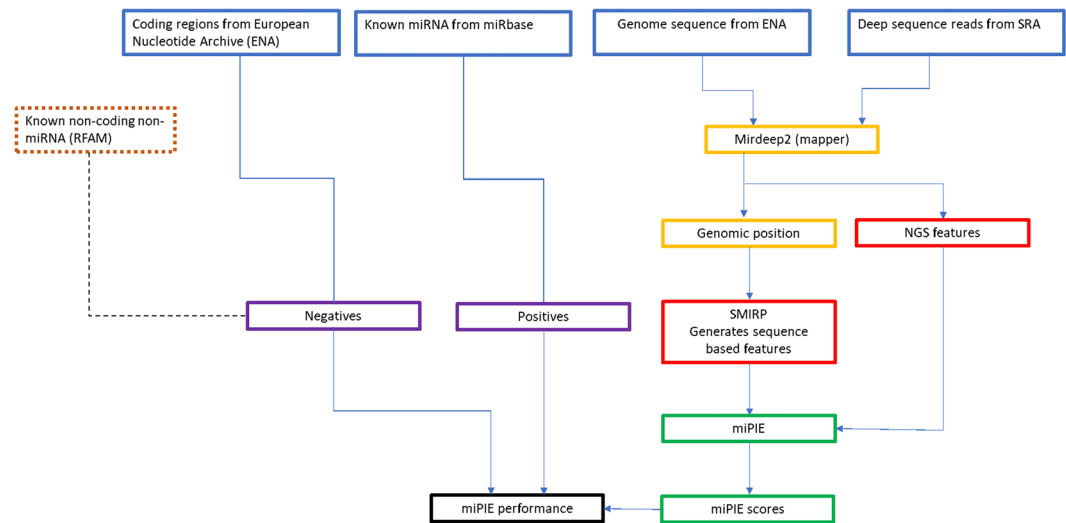 Coding regions from European
Nucleotide Archive (ENA)
Known miRNA from miRbase
Genome sequence from ENA
Deep sequence reads from SRA
Known non-coding non-
miRNA (RFAM)
Mirdeep2 (mapper)
Genomic position
NGS features
Negatives
Positives
SMIRP
Generates sequence
based features
miPIE
miPIE performance
miPIE scores